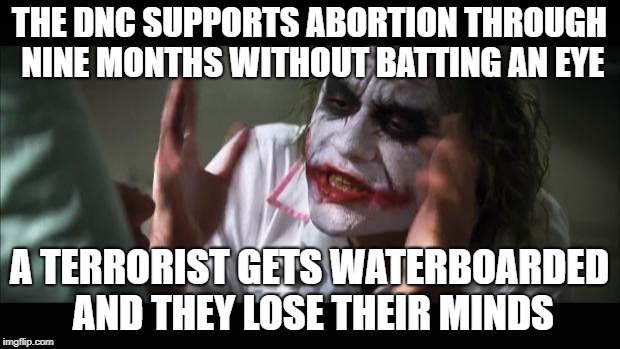 THE DNC SUPPORTS ABORTION THROUGH
NINE MONTHS WITHOUT BATTING AN EYE
A TERRORIST GETS WATERBOARDED
AND THEY LOSE THEIR MINDS
imgflip.com